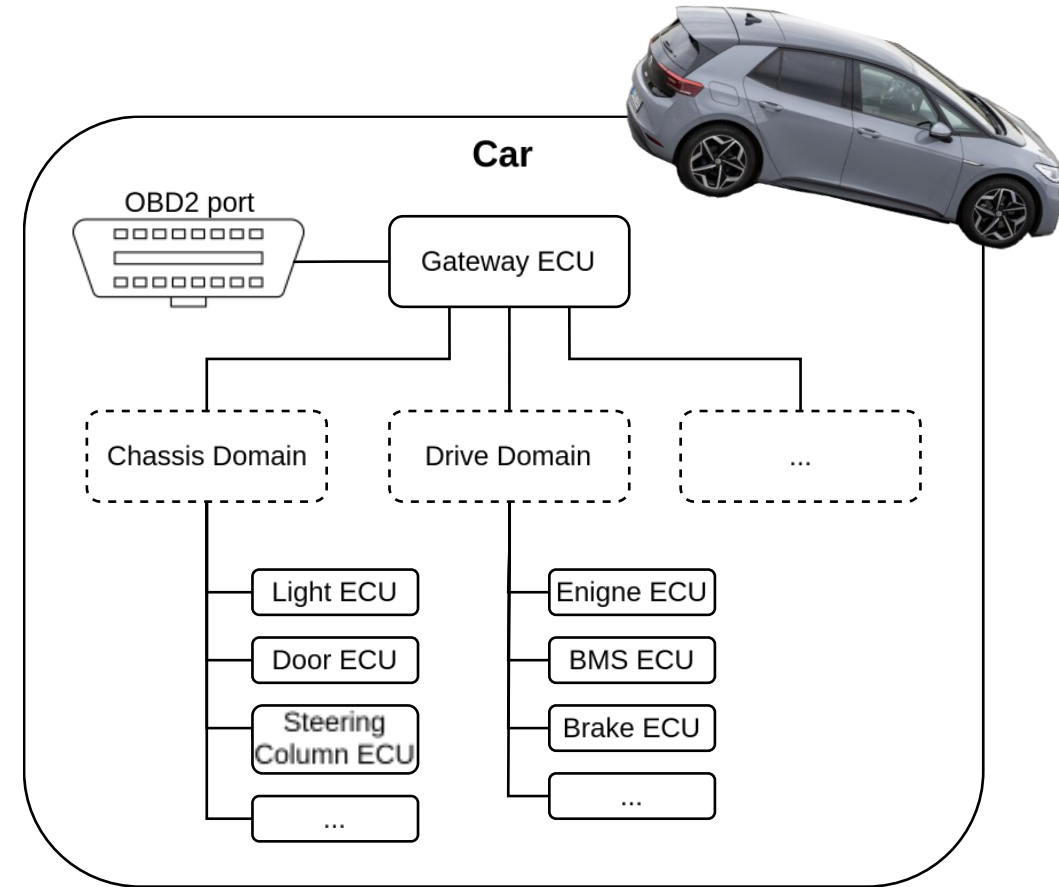 Car
OBD2 port
Gateway ECU
Chassis Domain
Drive Domain
...
Light ECU
Door ECU
Steering
Column ECU
...
Enigne ECU
BMS ECU
Brake ECU
...